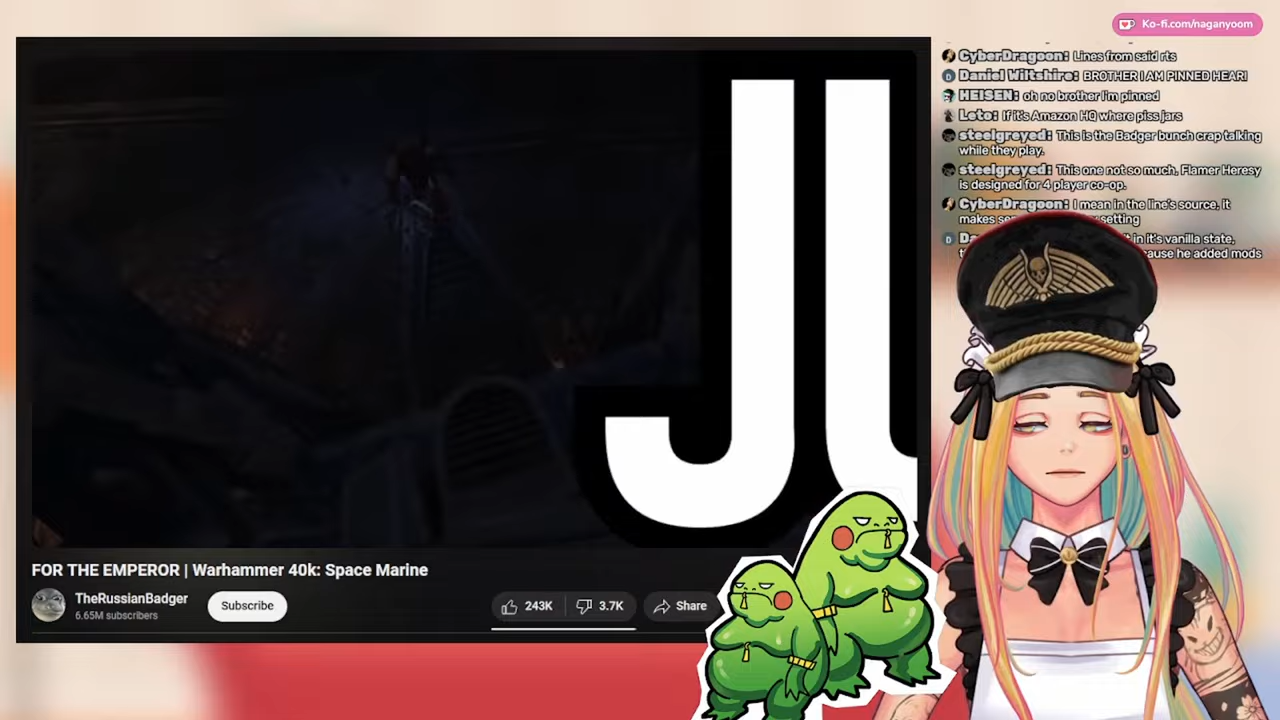 Ko-fi.com/naganyoom
CyberDragoon: Lines from said rts
Daniel Wiltshire: BROTHER I AM PINNED HEAR!
HEISEN: oh no brother I'm pinned
Leto: If it's Amazon HQ where piss jars
steelgreyed: This is the Badger bunch crap talking
while they play.
steelgreyed: This one not so much, Flamer Heresy
is designed for 4 player co-op.
CyberDragoon: I mean in the line's source, it
makes setting
in it's vanilla state,
ause he added mods
JU
FOR THE EMPEROR | Warhammer 40k: Space Marine
TheRussianBadger
6.65M subscribers
Subscribe
243K
3.7K
Share